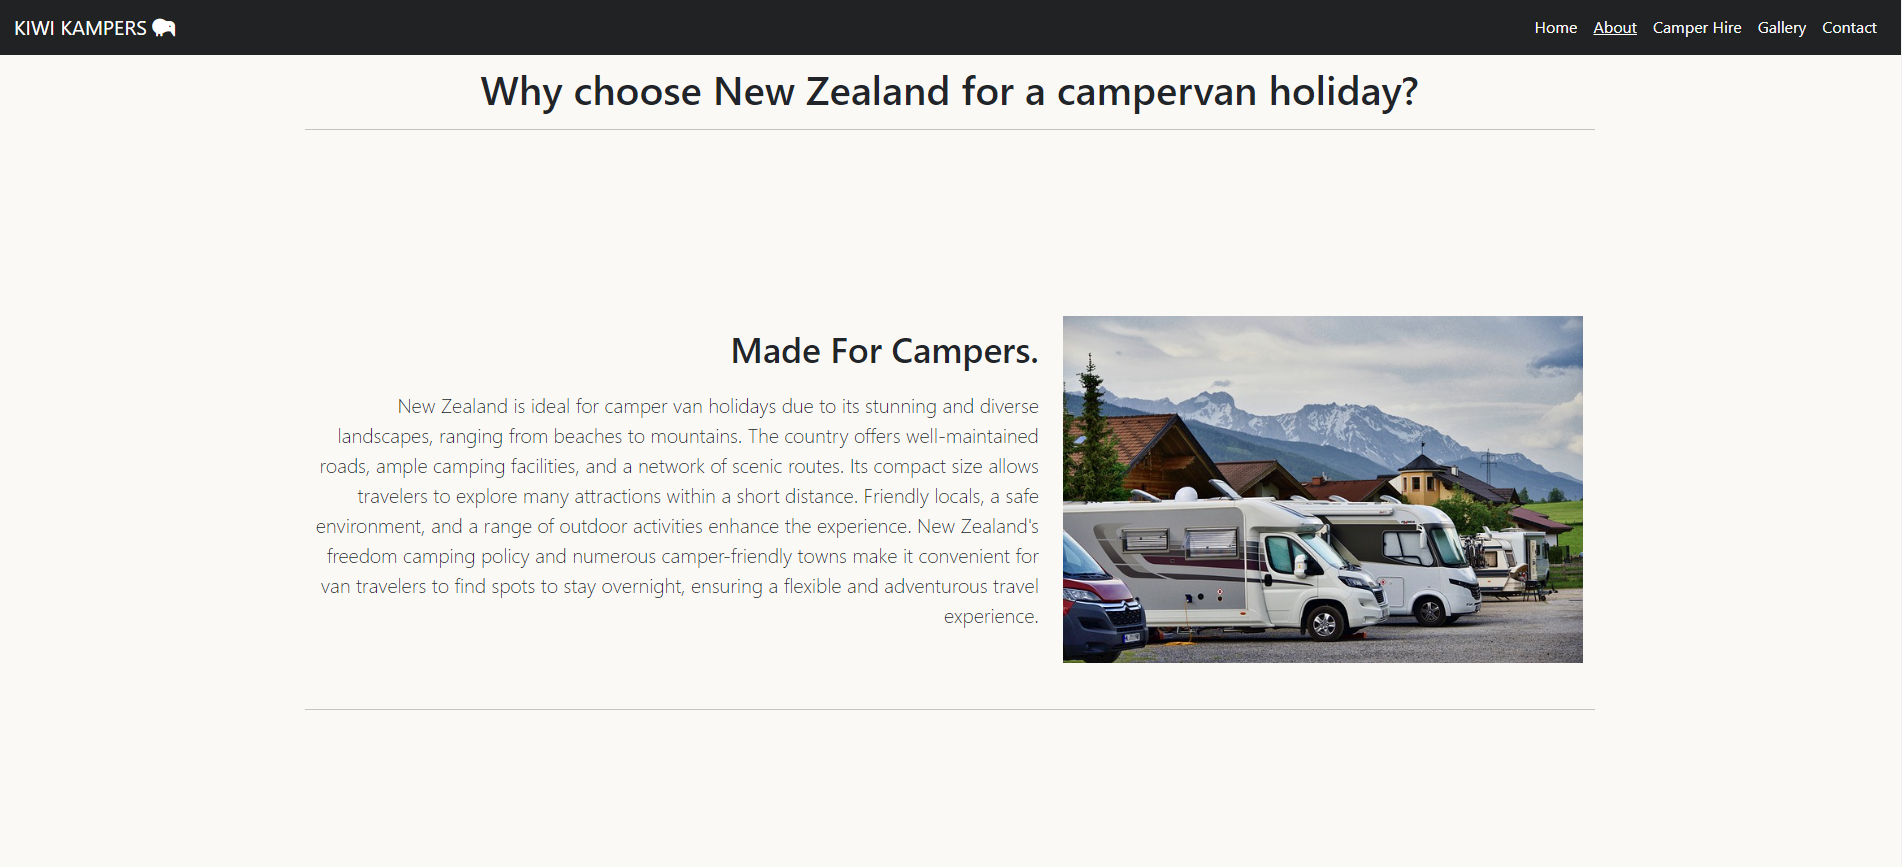 KIWI KAMPERS
Home About Camper Hire Gallery Contact
Why choose New Zealand for a campervan holiday?
Made For Campers.
New Zealand is ideal for camper van holidays due to its stunning and diverse
landscapes, ranging from beaches to mountains. The country offers well-maintained
roads, ample camping facilities, and a network of scenic routes. Its compact size allows
travelers to explore many attractions within a short distance. Friendly locals, a safe
environment, and a range of outdoor activities enhance the experience. New Zealand's
freedom camping policy and numerous camper-friendly towns make it convenient for
van travelers to find spots to stay overnight, ensuring a flexible and adventurous travel
experience.